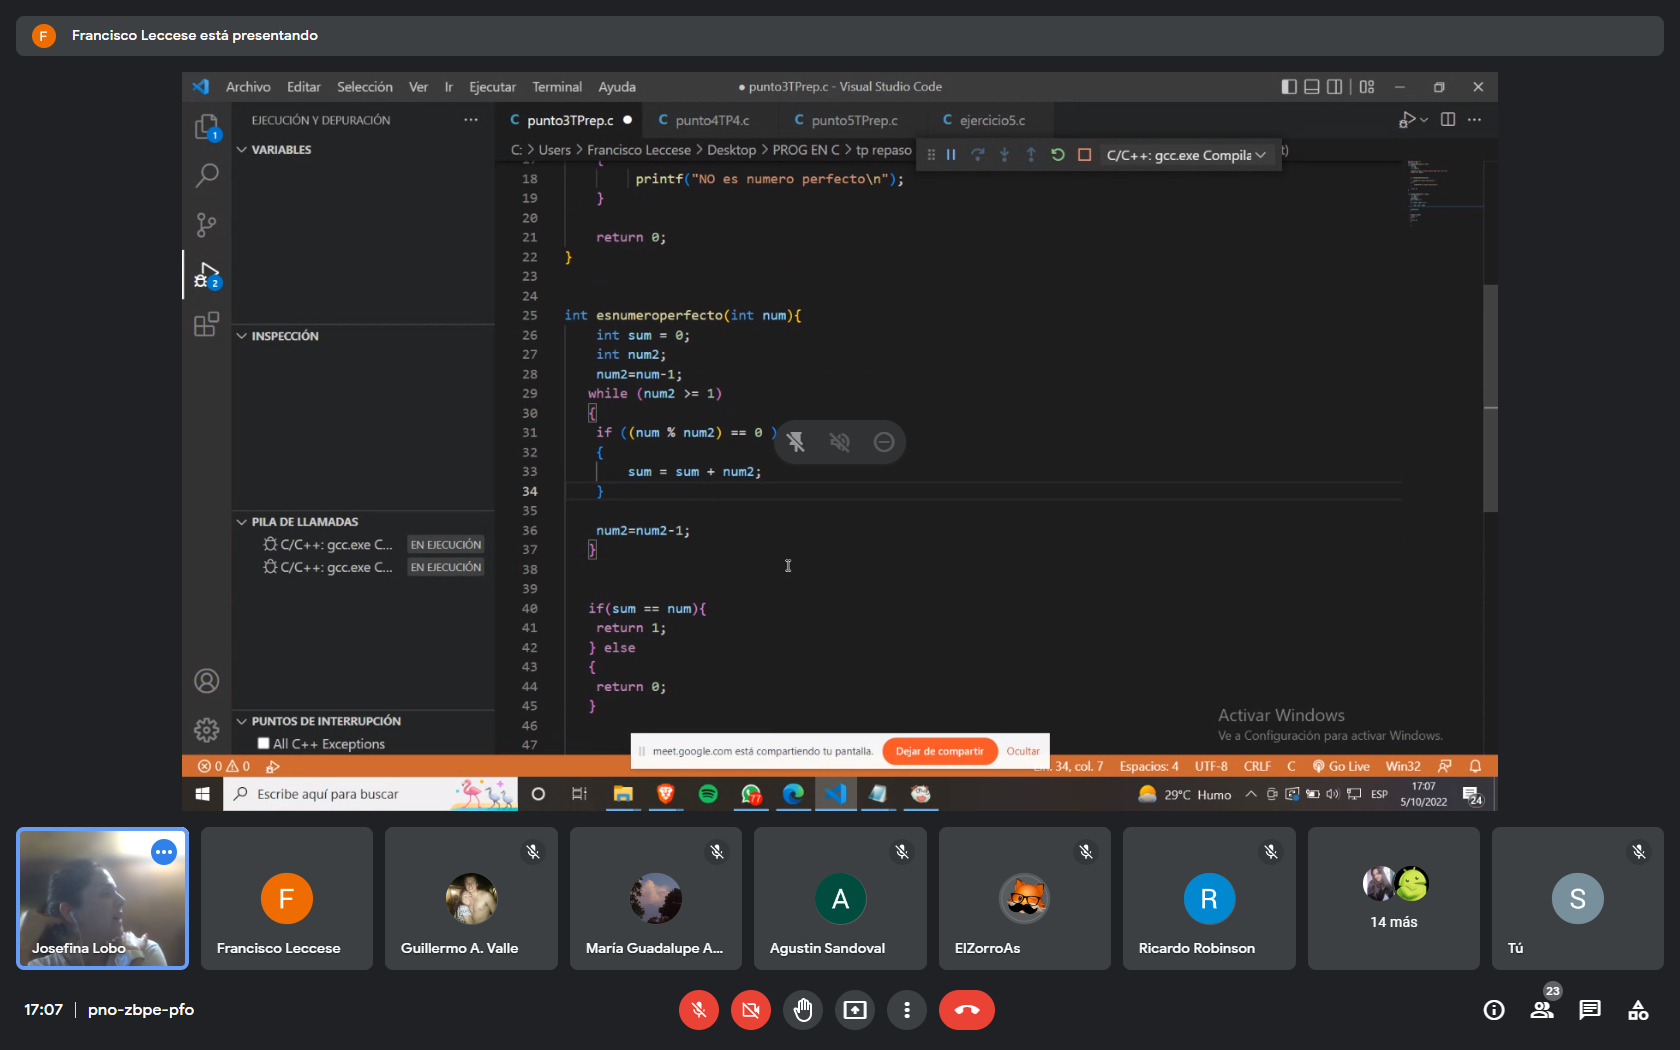 F Francisco Leccese está presentando
Archivo Editar Selección Ver Ir Ejecutar Terminal Ayuda
● punto3TPrep.c - Visual Studio Code
EJECUCIÓN Y DEPURACIÓN
C punto3TPrep.c ●
C punto4TP4.c
C punto5TPrep.c
C ejercicio5.c
C: > Users > Francisco Leccese > Desktop > PROG EN C > tp repaso
C/C++: gcc.exe Compila
1
2
VARIABLES
INSPECCIÓN
PILA DE LLAMADAS
C/C++: gcc.exe C... EN EJECUCIÓN
C/C++: gcc.exe C... EN EJECUCIÓN
PUNTOS DE INTERRUPCIÓN
All C++ Exceptions
17 {
18 printf("NO es numero perfecto\n");
19 }
20
21 return 0;
22 }
23
24
25 int esnumeroperfecto(int num){
26 int sum = 0;
27 int num2;
28 num2=num-1;
29 while (num2 >= 1)
30 {
31 if ((num % num2) == 0 )
32 {
33 sum = sum + num2;
34 }
35
36 num2=num2-1;
37 }
38
39
40 if(sum == num){
41 return 1;
42 } else
43 {
44 return 0;
45 }
46
47
Activar Windows
Ve a Configuración para activar Windows.
meet.google.com está compartiendo tu pantalla. Dejar de compartir Ocultar
0 0
34, col. 7 Espacios: 4 UTF-8 CRLF C Go Live Win32
Escribe aquí para buscar
77
29°C Humo
ESP
17:07
5/10/2022
24
Josefina Lobo
F
Francisco Leccese
Guillermo A. Valle
María Guadalupe A...
A
Agustin Sandoval
ElZorroAs
R
Ricardo Robinson
14 más
S
Tú
17:07 | pno-zbpe-pfo
23